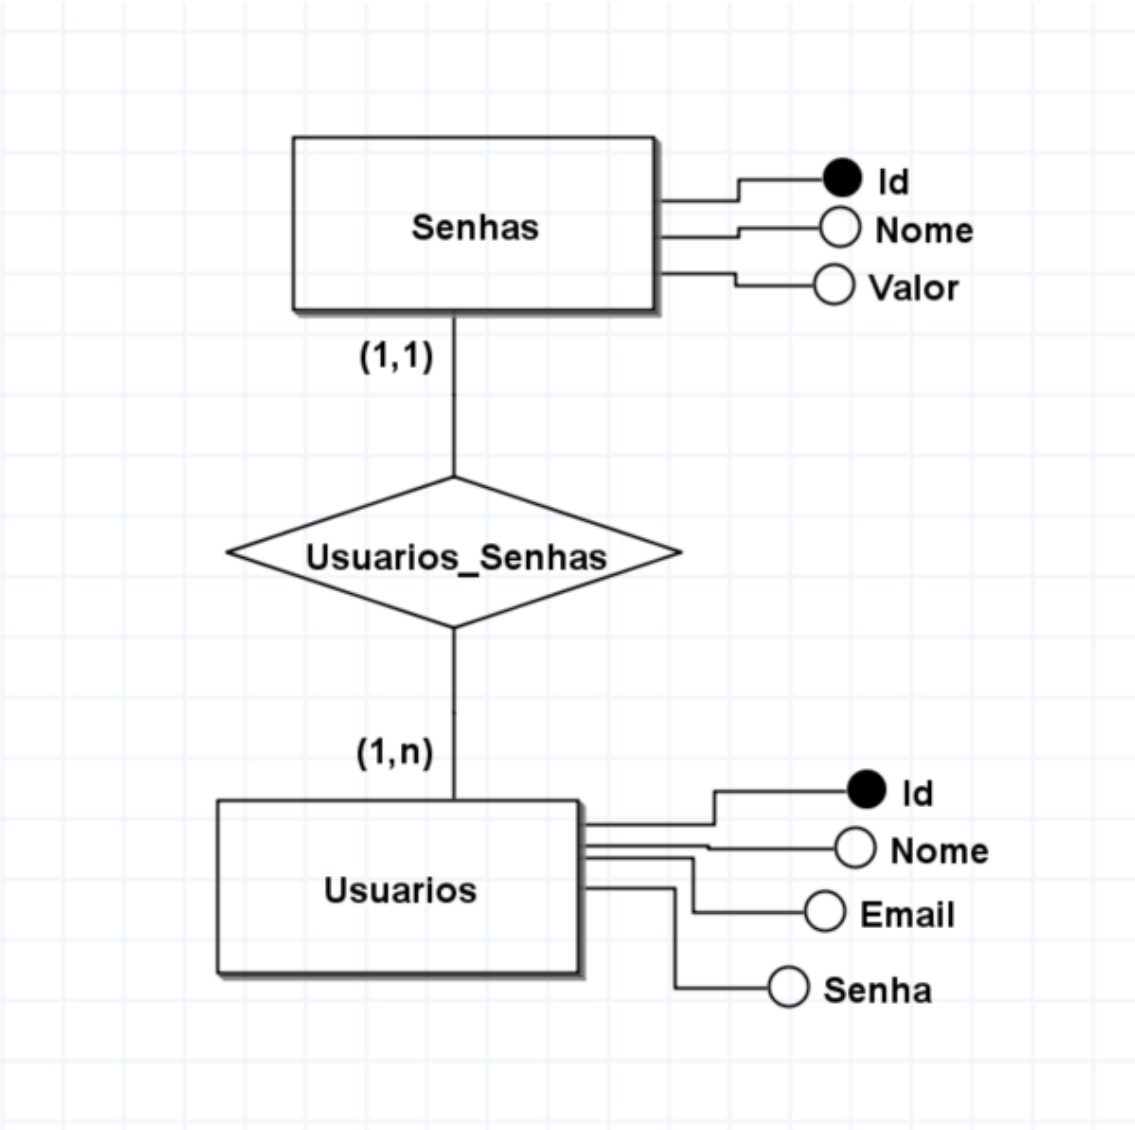 Id
Senhas
Nome
Valor
(1,1)
Usuarios_Senhas
(1,n)
Id
Nome
Usuarios
Email
Senha